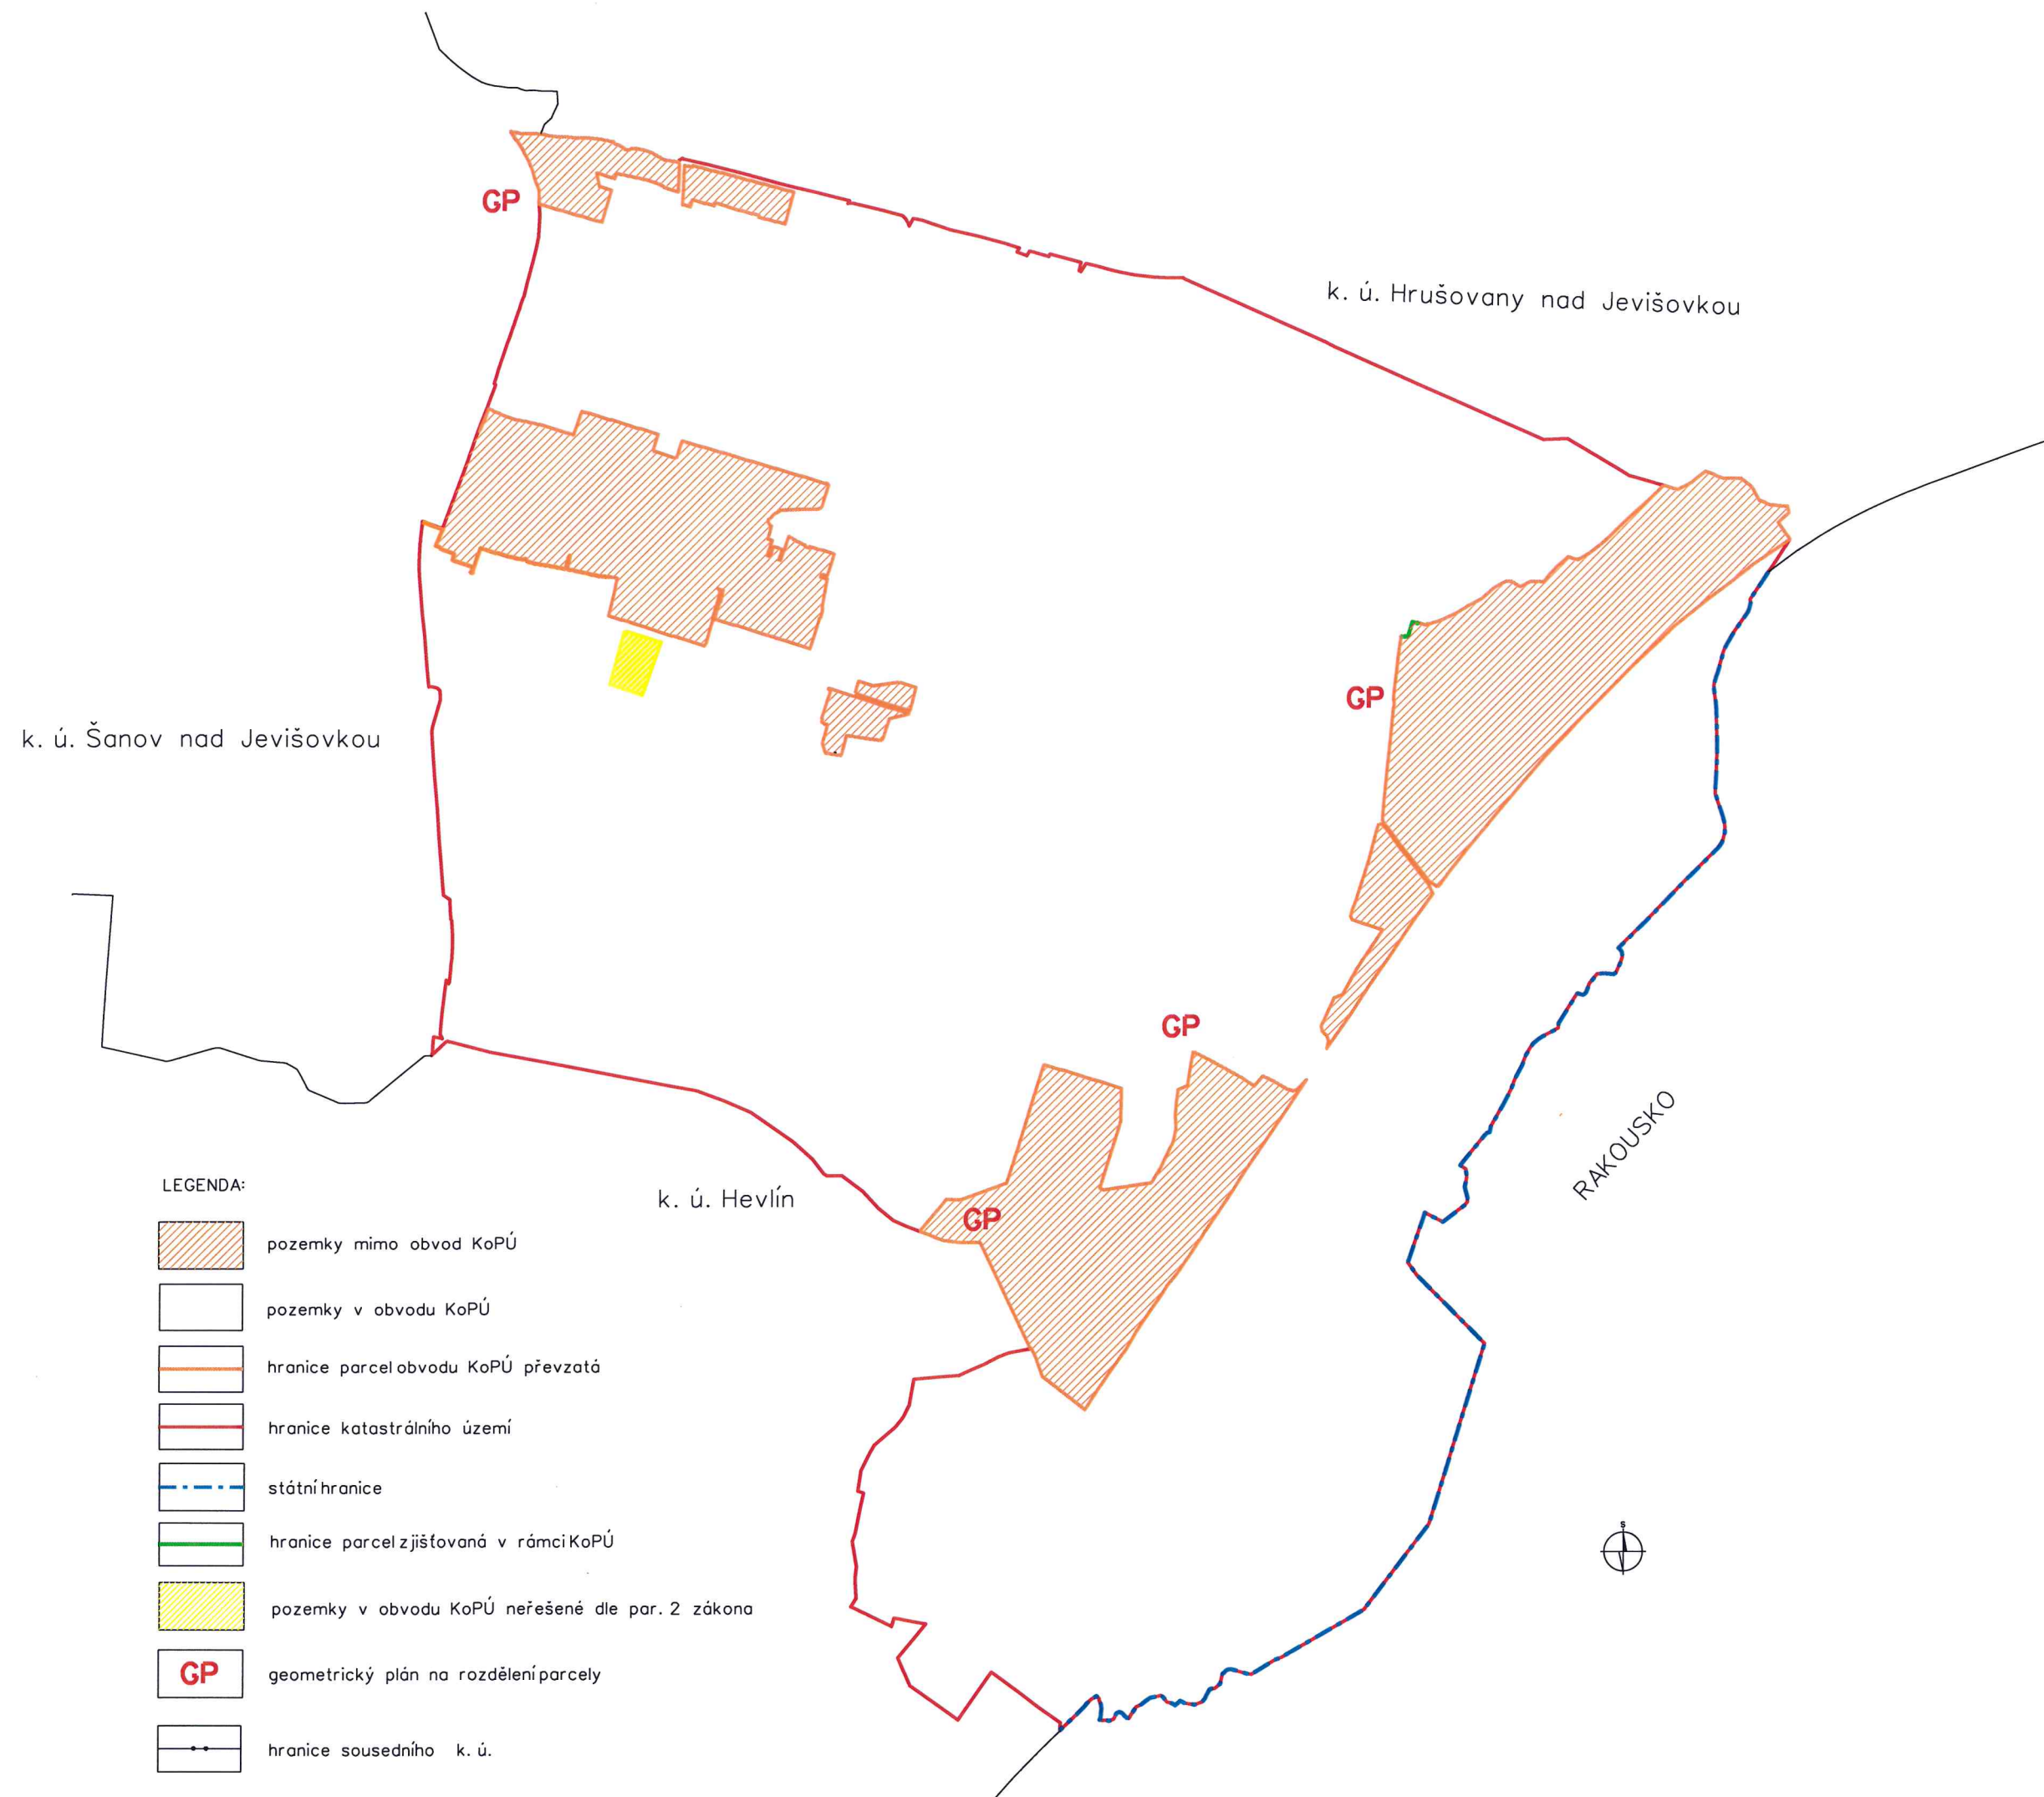 GP
k. ú. Hrušovany nad Jevišovkou
GP
k. ú. Šanov nad Jevišovkou
GP
RAKOUSKO
k. ú. Hevlín
GP
LEGENDA:
pozemky mimo obvod KoPÚ
pozemky v obvodu KoPÚ
hranice parcel obvodu KoPÚ převzatá
hranice katastrálního území
státní hranice
hranice parcel zjišťovaná v rámci KoPÚ
pozemky v obvodu KoPÚ neřešené dle par. 2 zákona
GP geometrický plán na rozdělení parcely
hranice sousedního k. ú.
S